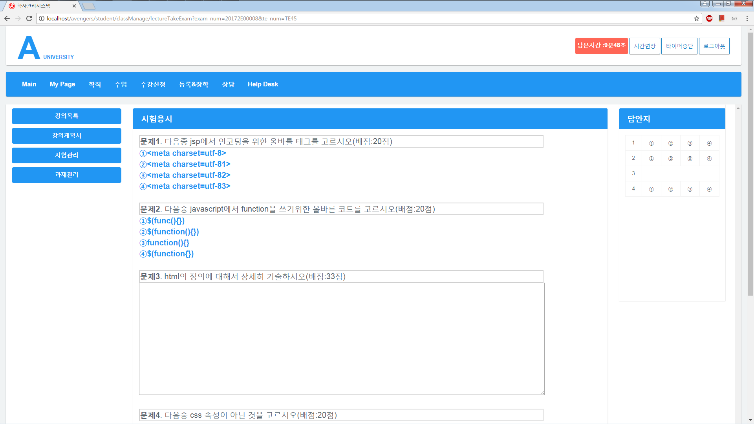 localhost/avengers/student/dataManage/lectureTakeExam?exam_num=
A UNIVERSITY
시간연장
로그아웃
Main My Page 학적 수업 수강신청 등록&장학 상담 Help Desk
강의목록
강의계획서
시험관리
과제관리
시험응시
문제1. 다음중 jsp에서 인코딩을 위한 올바른 태그를 고르시오(배점:20점)
①<meta charset=utf-8>
②<meta charset=utf-81>
③<meta charset=utf-82>
④<meta charset=utf-83>
문제2. 다음중 javascript에서 function을 쓰기위한 올바른 코드를 고르시오(배점:20점)
①$(func(){})
②$(function(){})
③function(){}
④$(function{})
문제3. html의 정의에 대해서 상세히 기술하시오(배점:33점)
문제4. 다음중 css 속성이 아닌 것을 고르시오(배점:20점)
답안지
1 ① ② ③ ④
2 ① ② ③ ④
3
4 ① ② ③ ④